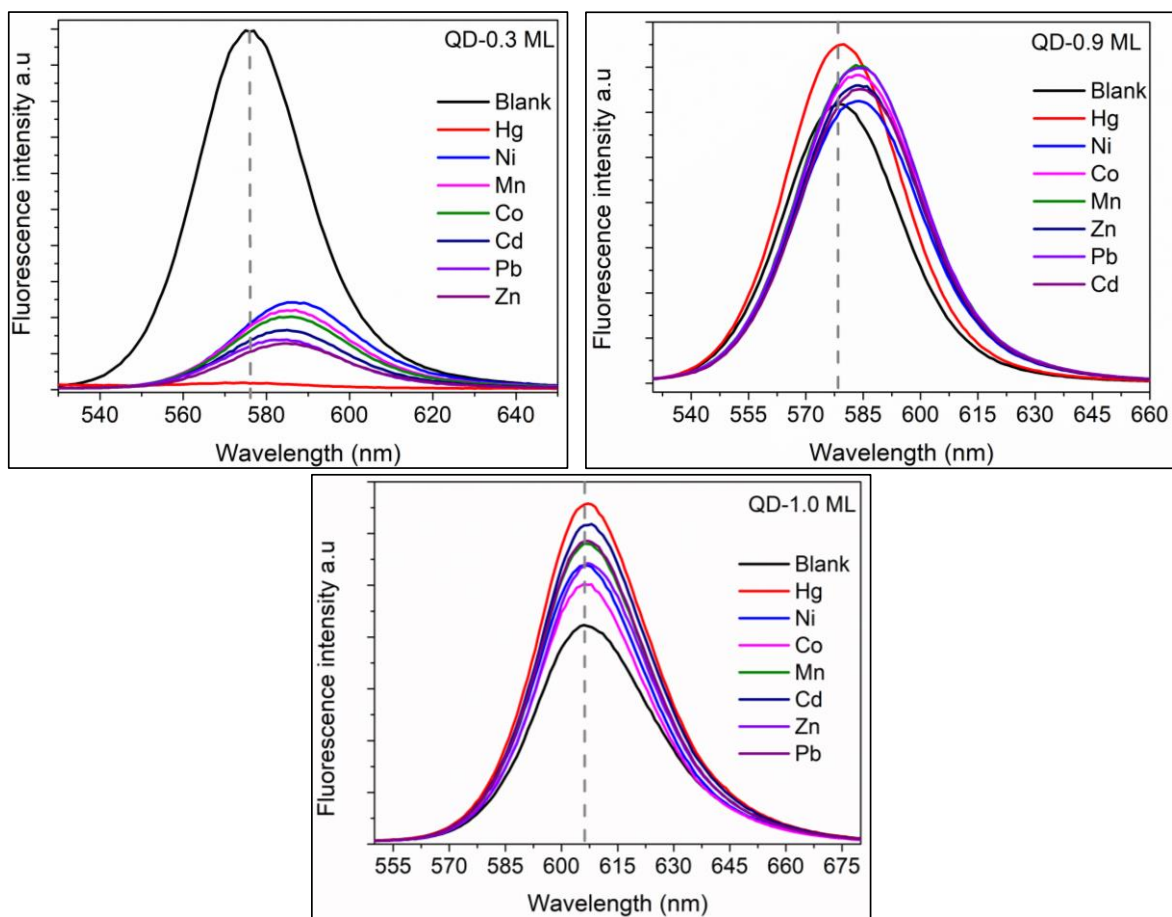 QD-0.3 ML
Fluorescence intensity a.u
Blank
Hg
Ni
Mn
Co
Cd
Pb
Zn
540 560 580 600 620 640
Wavelength (nm)
QD-0.9 ML
Fluorescence intensity a.u
Blank
Hg
Ni
Co
Mn
Zn
Pb
Cd
540 555 570 585 600 615 630 645 660
Wavelength (nm)
QD-1.0 ML
Fluorescence intensity a.u
Blank
Hg
Ni
Co
Mn
Cd
Zn
Pb
555 570 585 600 615 630 645 660 675
Wavelength (nm)